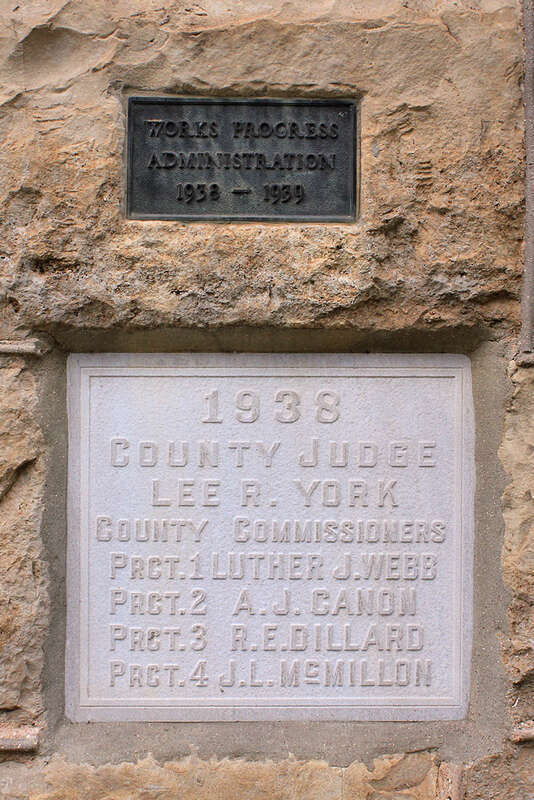 WORKS PROGRESS
ADMINISTRATION
1938 — 1939
1938
COUNTY JUDGE
LEE R. YORK
COUNTY COMMISSIONERS
PRCT. 1 LUTHER J. WEBB
PRCT. 2 A. J. CANON
PRCT. 3 R. E. DILLARD
PRCT. 4 J. L. McMILLON